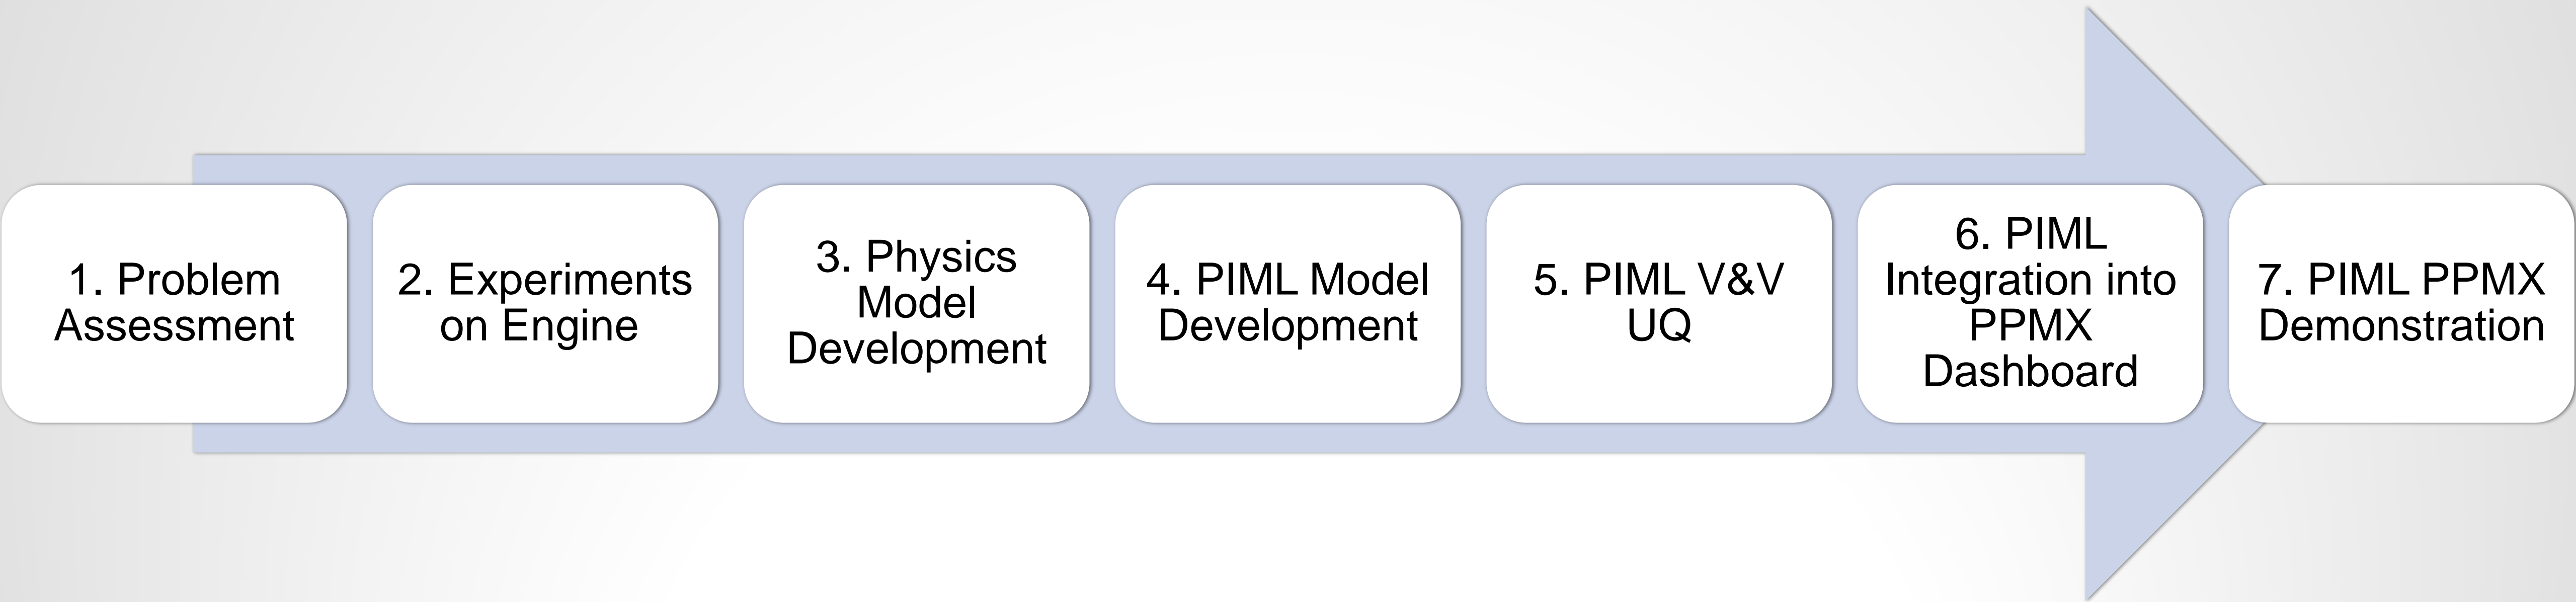 1. Problem
Assessment
2. Experiments
on Engine
3. Physics
Model
Development
4. PIML Model
Development
5. PIML V&V
UQ
6. PIML
Integration into
PPMX
Dashboard
7. PIML PPMX
Demonstration